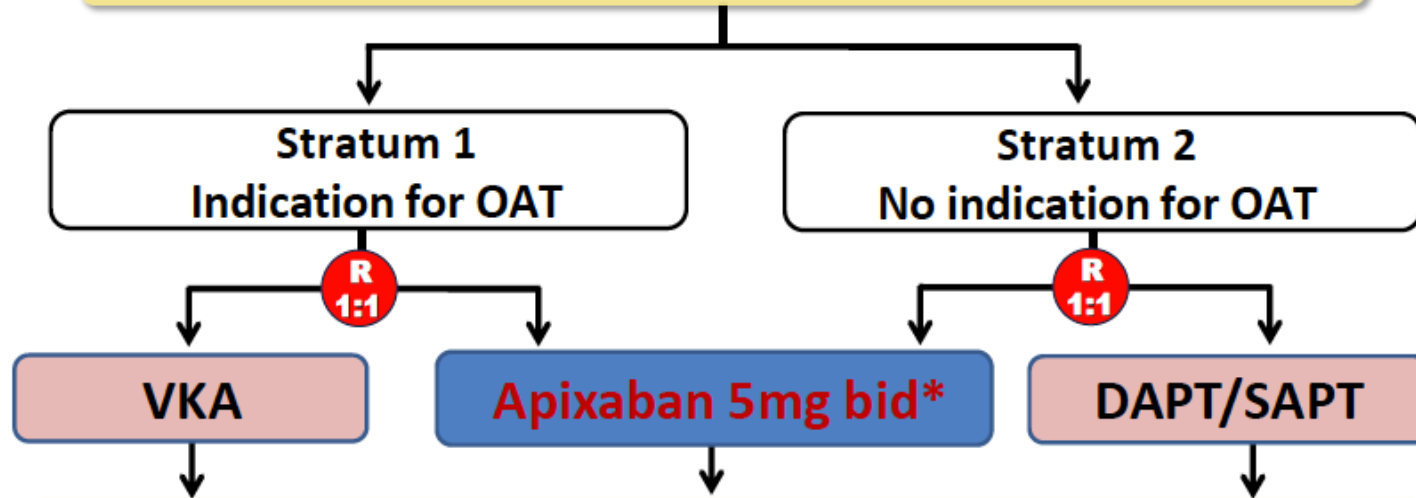 Stratum 1
Indication for OAT
Stratum 2
No indication for OAT
R
1:1
R
1:1
VKA
Apixaban 5mg bid*
DAPT/SAPT